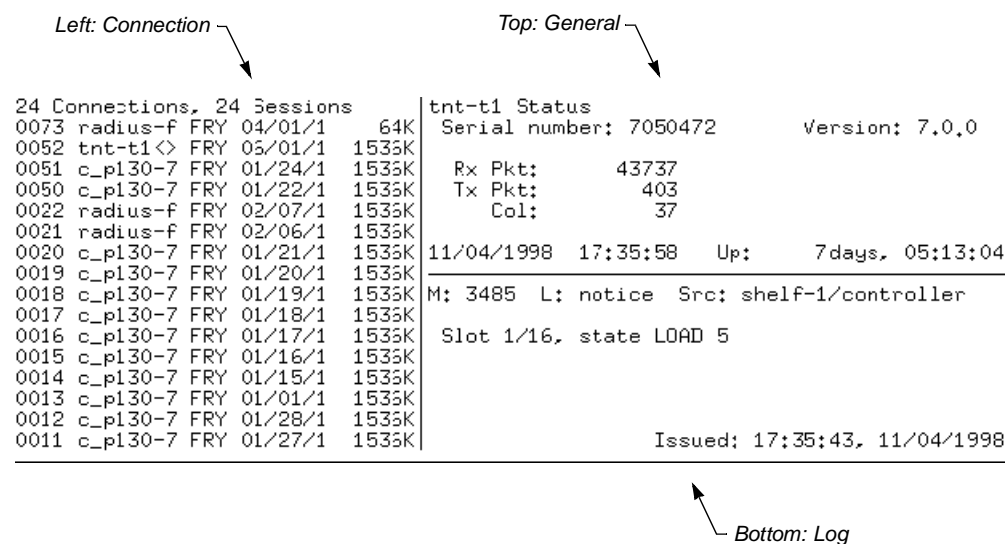 Left: Connection
Top: General
24 Connections, 24 Sessions
0073 radius-f FRY 04/01/1 64K
0052 tnt-t1<> FRY 06/01/1 1536K
0051 c_p130-7 FRY 01/24/1 1536K
0050 c_p130-7 FRY 01/22/1 1536K
0022 radius-f FRY 02/07/1 1536K
0021 radius-f FRY 02/06/1 1536K
0020 c_p130-7 FRY 01/21/1 1536K
0019 c_p130-7 FRY 01/20/1 1536K
0018 c_p130-7 FRY 01/19/1 1536K
0017 c_p130-7 FRY 01/18/1 1536K
0016 c_p130-7 FRY 01/17/1 1536K
0015 c_p130-7 FRY 01/16/1 1536K
0014 c_p130-7 FRY 01/15/1 1536K
0013 c_p130-7 FRY 01/01/1 1536K
0012 c_p130-7 FRY 01/28/1 1536K
0011 c_p130-7 FRY 01/27/1 1536K
tnt-t1 Status
Serial number: 7050472 Version: 7.0.0
Rx Pkt: 43737
Tx Pkt: 403
Col: 37
11/04/1998 17:35:58 Up: 7days, 05:13:04
M: 3485 L: notice Src: shelf-1/controller
Slot 1/16, state LOAD 5
Issued: 17:35:43, 11/04/1998
Bottom: Log